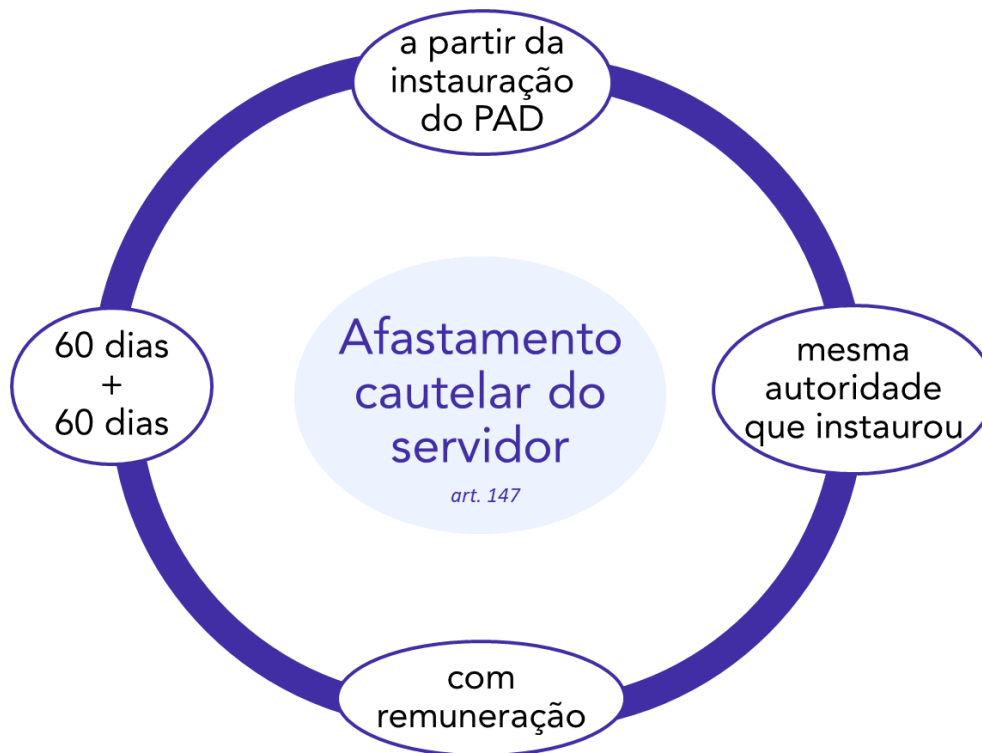 a partir da
instauração
do PAD
60 dias
+
60 dias
Afastamento
cautelar do
servidor
art. 147
mesma
autoridade
que instaurou
com
remuneração